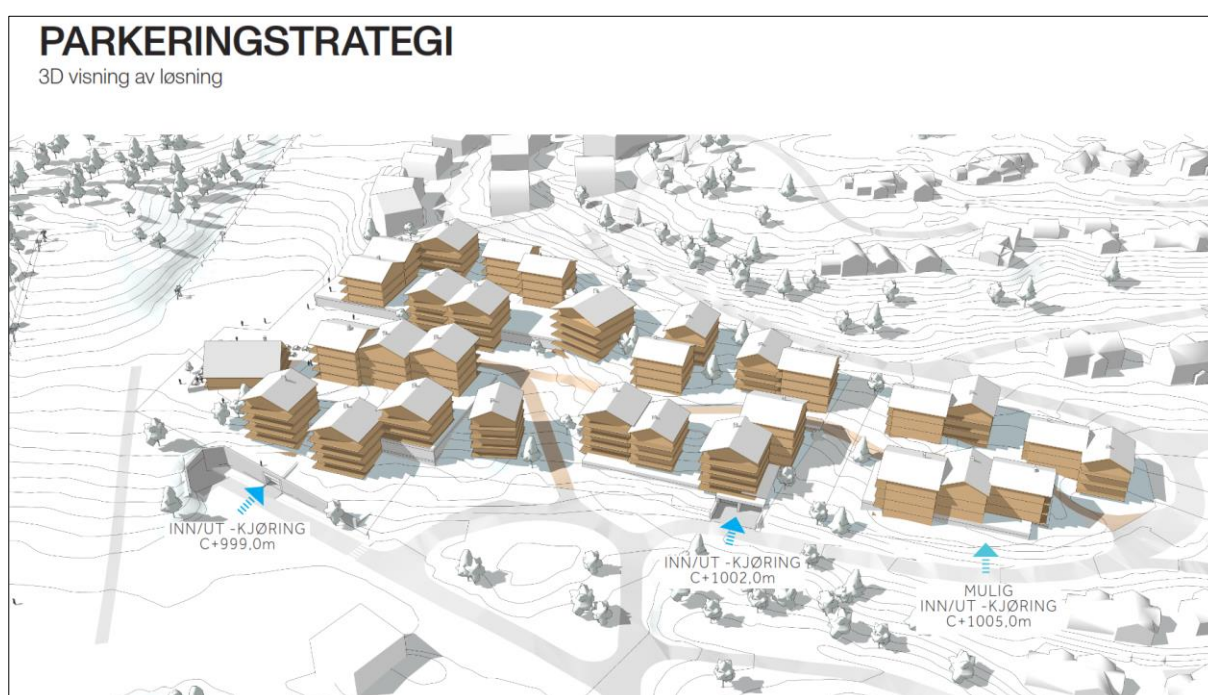 PARKERINGSTRATEGI
3D visning av løsning
INN/UT -KJØRING
C+999,0m
INN/UT -KJØRING
C+1002,0m
MULIG
INN/UT -KJØRING
C+1005,0m